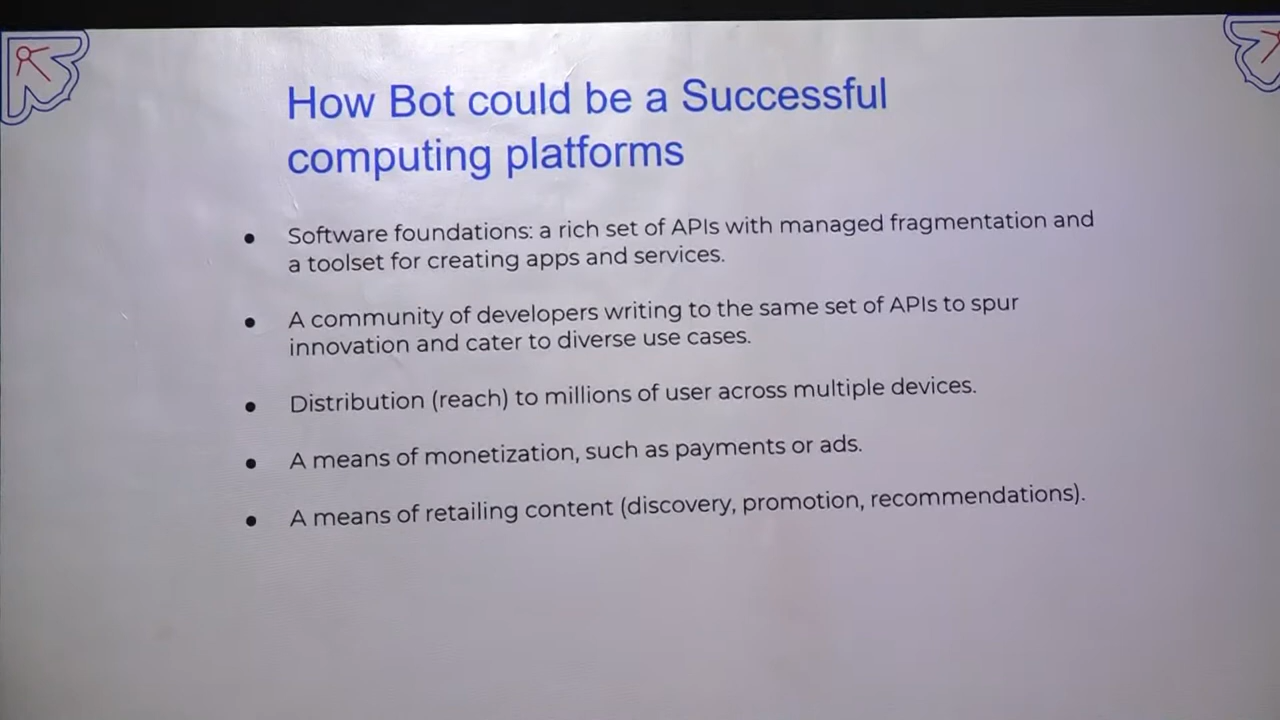 How Bot could be a Successful
computing platforms
● Software foundations: a rich set of APIs with managed fragmentation and
a toolset for creating apps and services.
● A community of developers writing to the same set of APIs to spur
innovation and cater to diverse use cases.
● Distribution (reach) to millions of user across multiple devices.
● A means of monetization, such as payments or ads.
● A means of retailing content (discovery, promotion, recommendations).